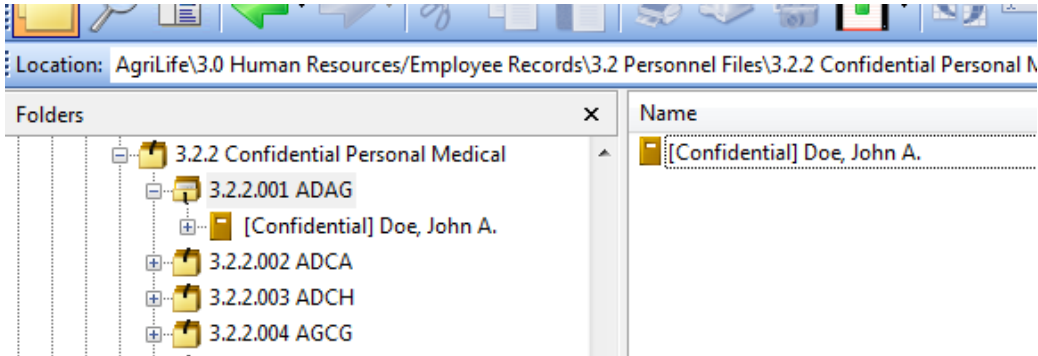 Location: AgriLife\3.0 Human Resources/Employee Records\3.2 Personnel Files\3.2.2 Confidential Personal
Folders
Name
3.2.2 Confidential Personal Medical
[Confidential] Doe, John A.
3.2.2.001 ADAG
[Confidential] Doe, John A.
3.2.2.002 ADCA
3.2.2.003 ADCH
3.2.2.004 AGCG